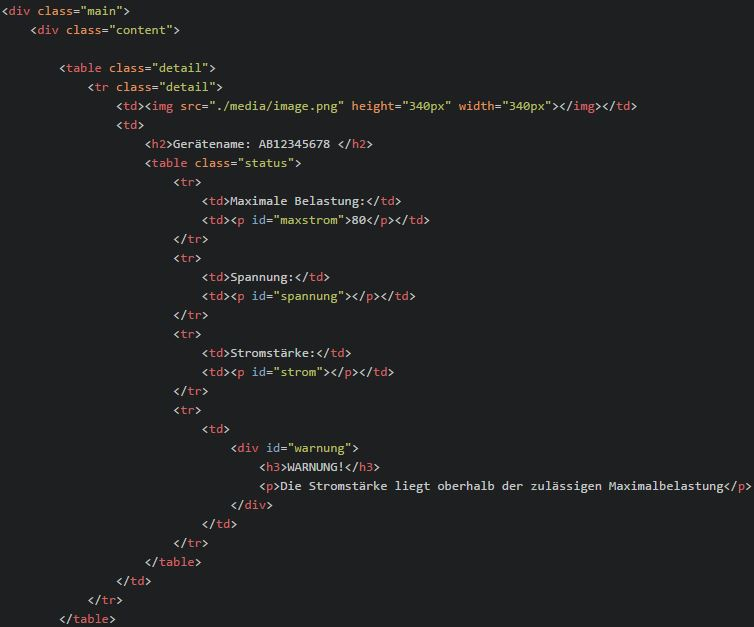 <div class="main">
<div class="content">
<table class="detail">
<tr class="detail">
<td><img src="./media/image.png" height="340px" width="340px"></img></td>
<td>
<h2>Gerätename: AB12345678 </h2>
<table class="status">
<tr>
<td>Maximale Belastung:</td>
<td><p id="maxstrom">80</p></td>
</tr>
<tr>
<td>Spannung:</td>
<td><p id="spannung"></p></td>
</tr>
<tr>
<td>Stromstärke:</td>
<td><p id="strom"></p></td>
</tr>
<tr>
<td>
<div id="warnung">
<h3>WARNUNG!</h3>
<p>Die Stromstärke liegt oberhalb der zulässigen Maximalbelastung</p>
</div>
</td>
</tr>
</table>
</td>
</tr>
</table>